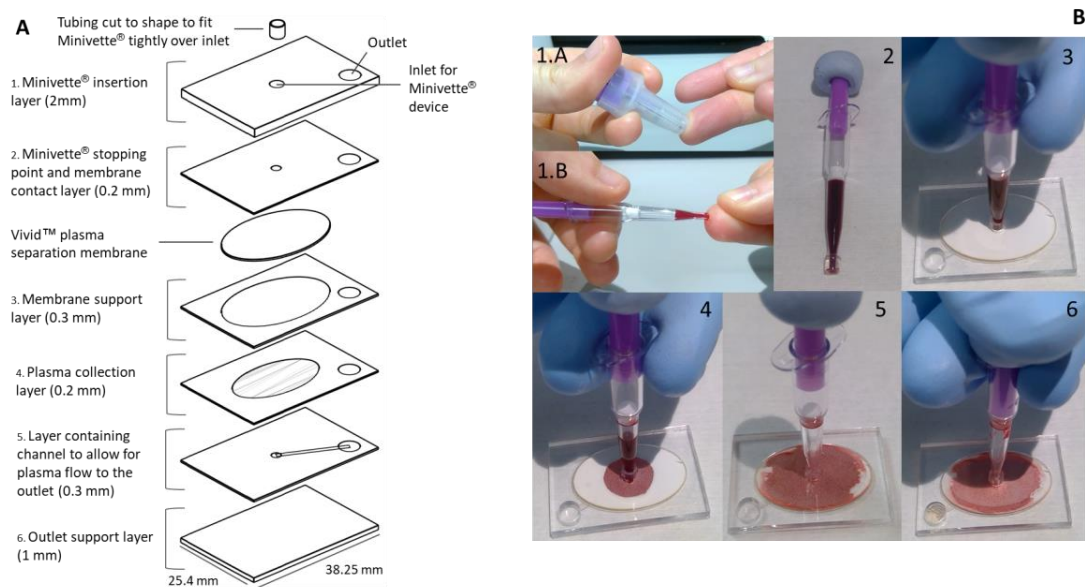 A
Tubing cut to shape to fit
Minivette® tightly over inlet
Outlet
Inlet for
Minivette®
device
1. Minivette® insertion
layer (2mm)
2. Minivette® stopping
point and membrane
contact layer (0.2 mm)
Vivid™ plasma
separation membrane
3. Membrane support
layer (0.3 mm)
4. Plasma collection
layer (0.2 mm)
5. Layer containing
channel to allow for
plasma flow to the
outlet (0.3 mm)
6. Outlet support layer
(1 mm)
25.4 mm
38.25 mm
B
1.A
1.B
2
3
4
5
6